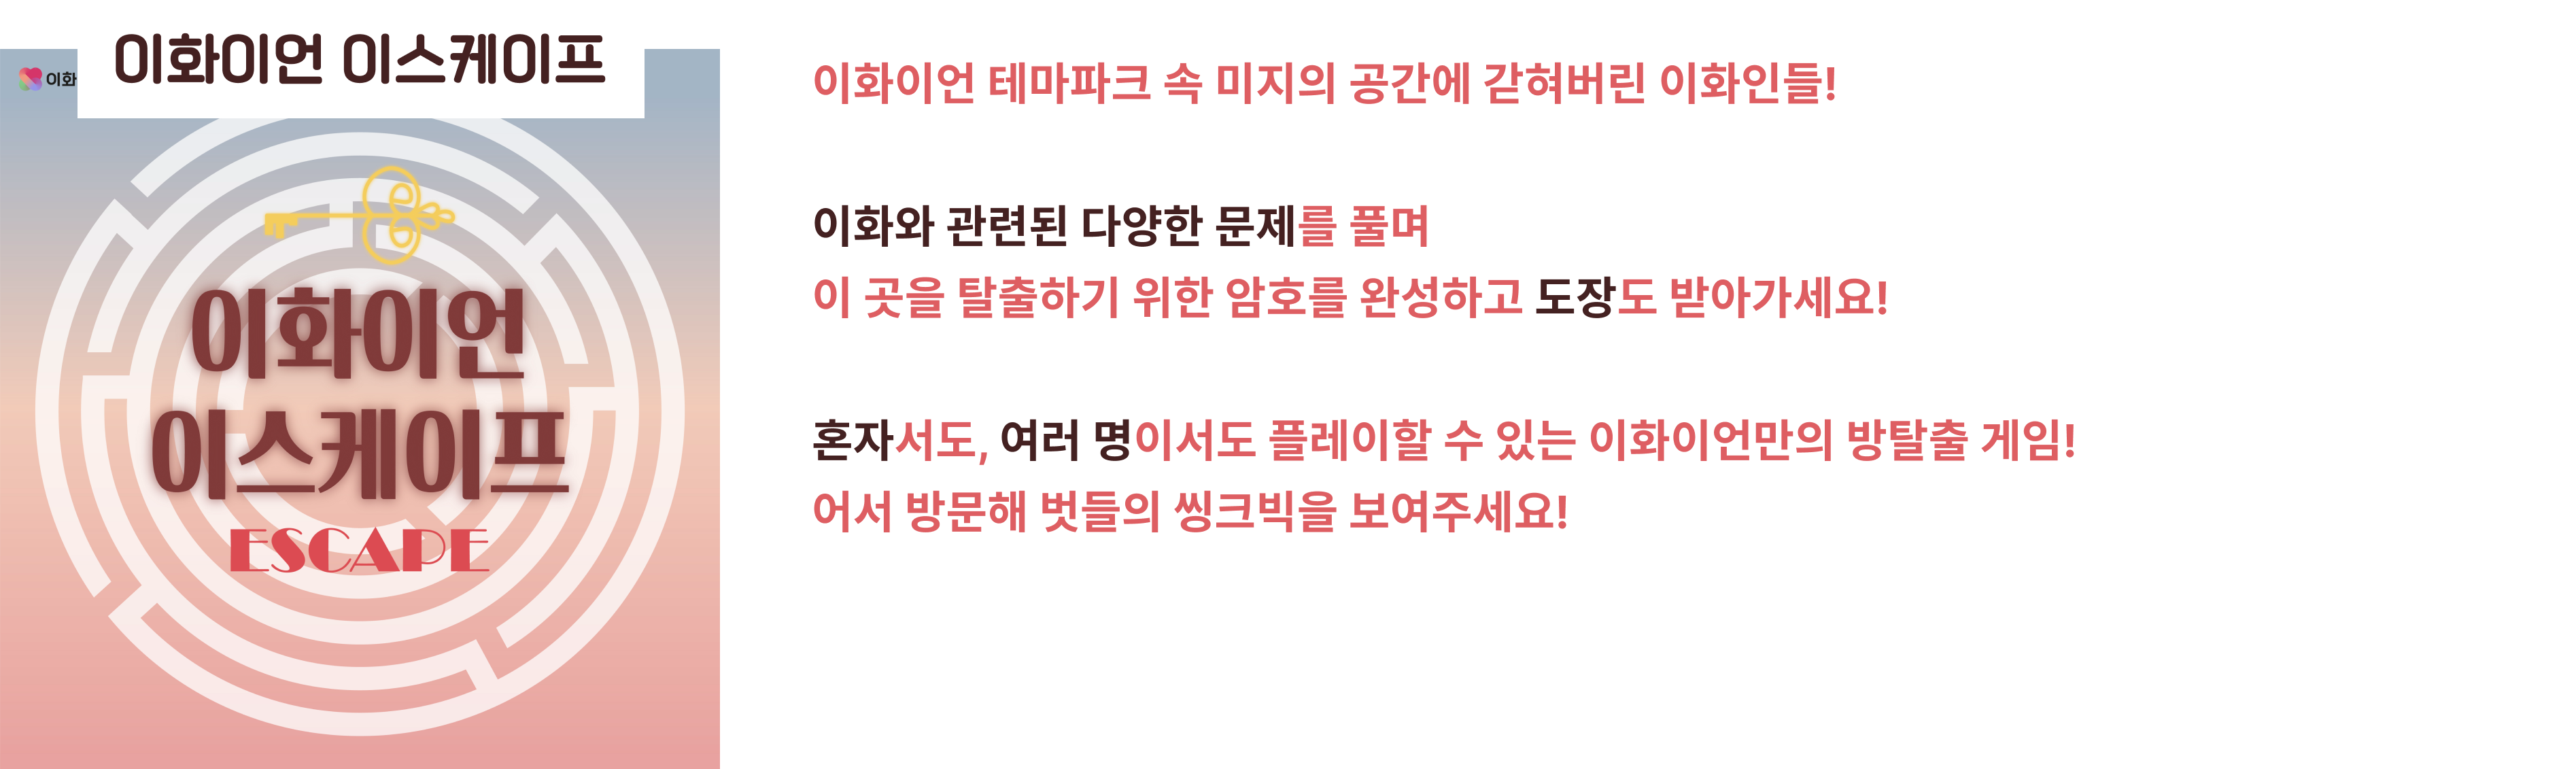 이화이언 이스케이프
이화
이화이언
이스케이프
ESCAPE
이화이언 테마파크 속 미지의 공간에 갇혀버린 이화인들!
이화와 관련된 다양한 문제를 풀며
이 곳을 탈출하기 위한 암호를 완성하고 도장도 받아가세요!
혼자서도, 여러 명이서도 플레이할 수 있는 이화이언만의 방탈출 게임!
어서 방문해 벗들의 씽크빅을 보여주세요!